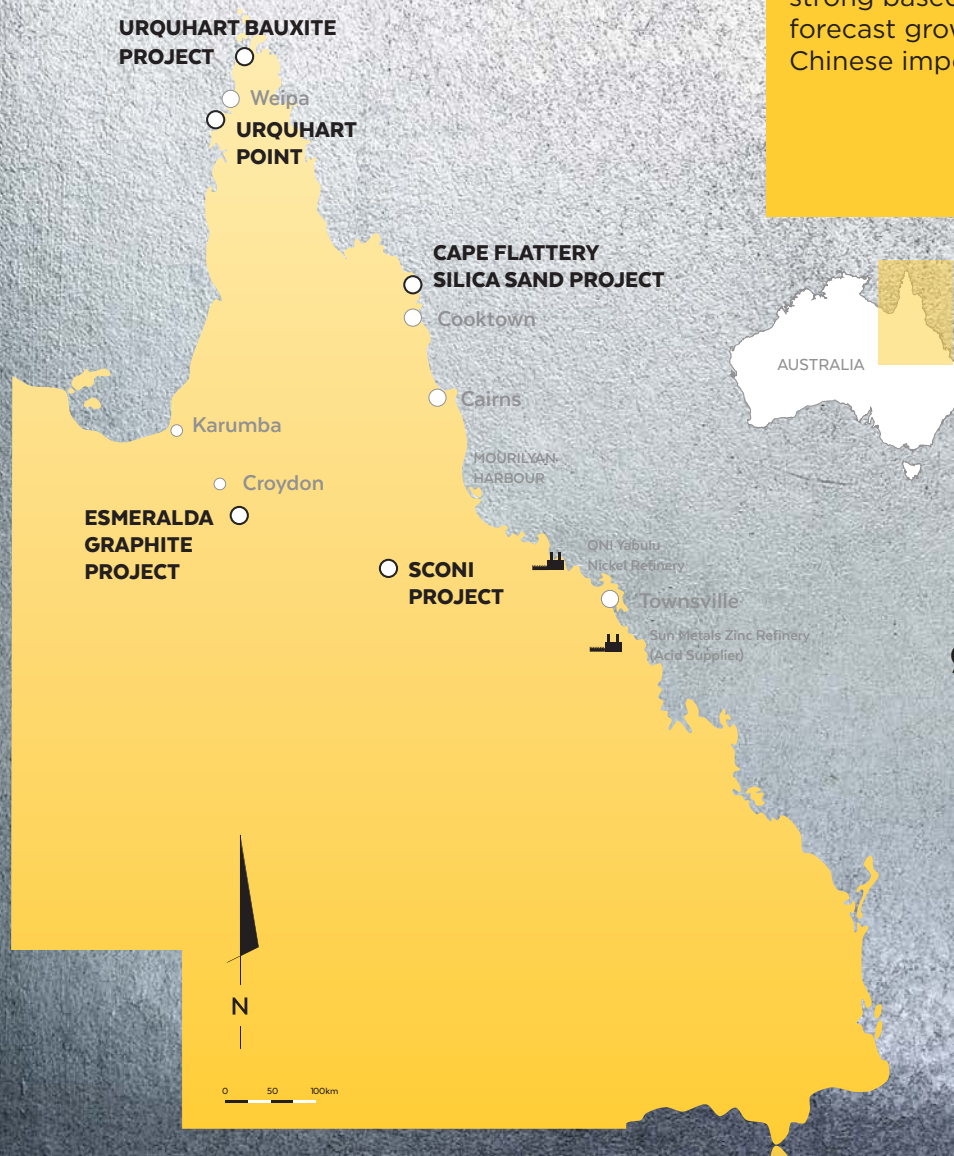 strong based
forecast grow
Chinese impo
URQUHART BAUXITE
PROJECT
Weipa
URQUHART
POINT
CAPE FLATTERY
SILICA SAND PROJECT
Cooktown
AUSTRALIA
Cairns
Karumba
MOURILYAN
HARBOUR
Croydon
ESMERALDA
GRAPHITE
PROJECT
SCONI
PROJECT
QNI Yabulu
Nickel Refinery
Townsville
Sun Metals Zinc Refinery
(Acid Supplier)
N
0 50 100km